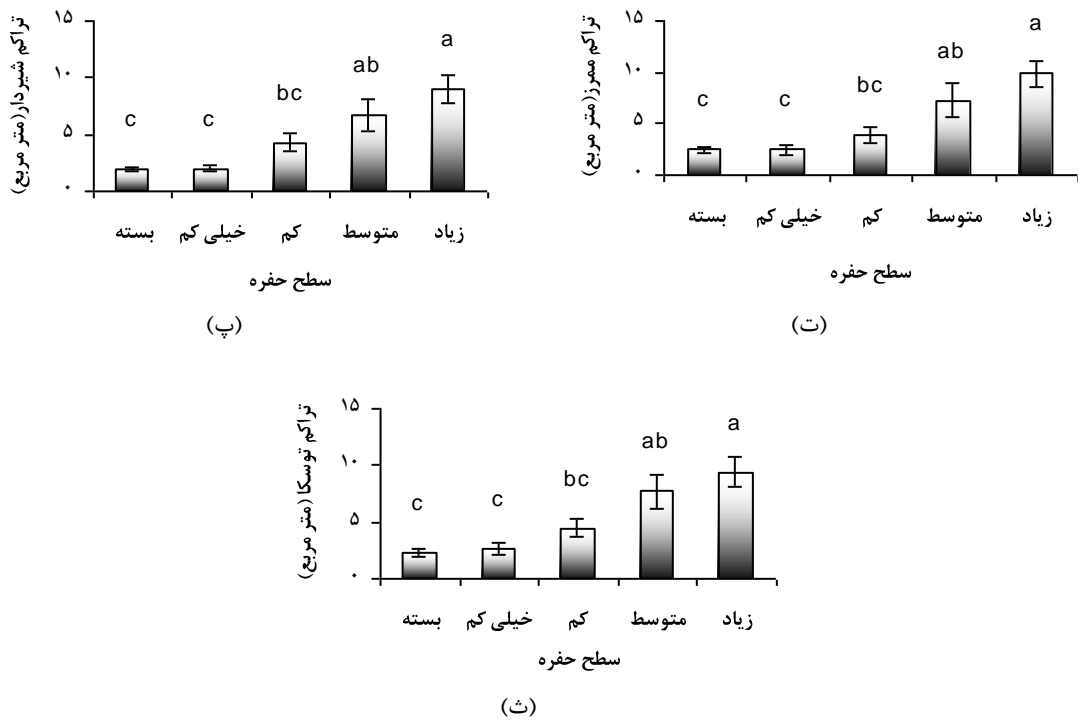 تراکم ممرز(متر مربع)
۱۵
۱۰
۵
۰
c c bc ab a
بسته خیلی کم کم متوسط زیاد
سطح حفره
(ت)
تراکم شیردار(متر مربع)
۱۵
۱۰
۵
۰
c c bc ab a
بسته خیلی کم کم متوسط زیاد
سطح حفره
(پ)
تراکم توسکا (متر مربع)
۱۵
۱۰
۵
۰
c c bc ab a
بسته خیلی کم کم متوسط زیاد
سطح حفره
(ث)